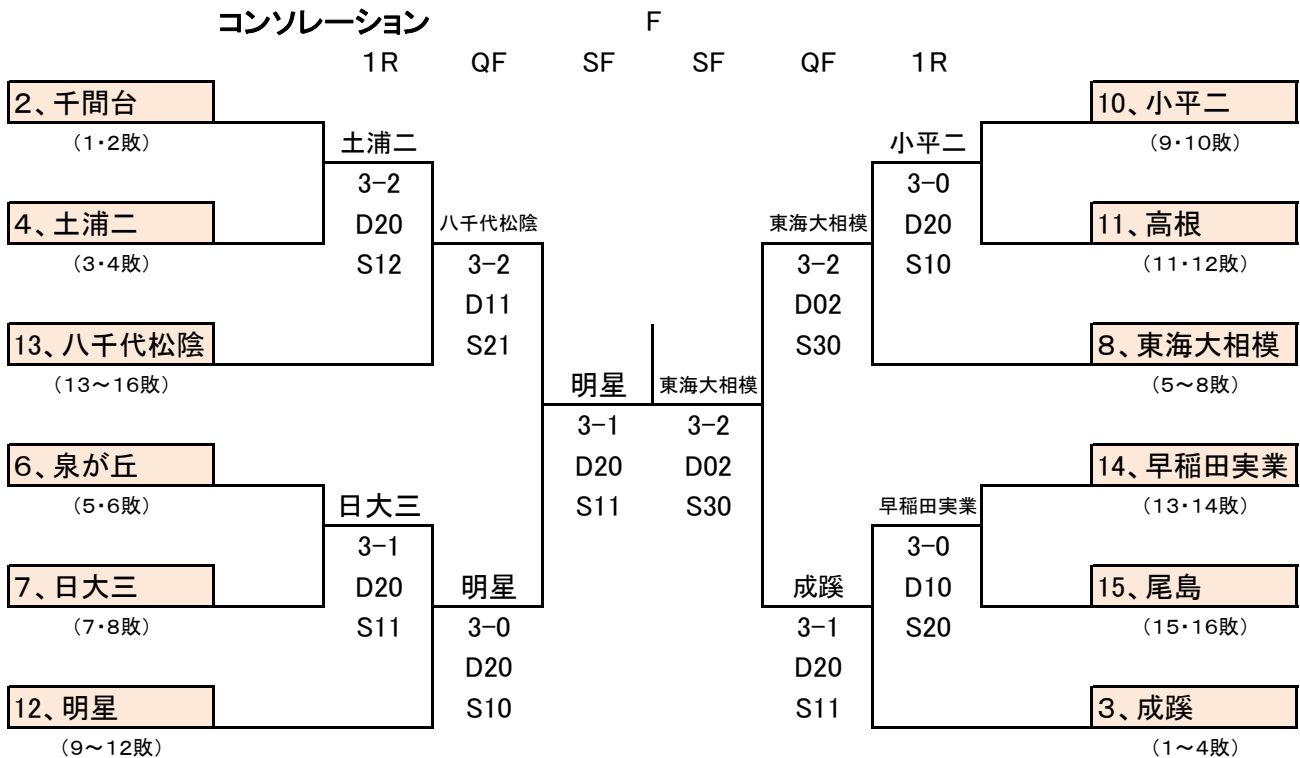 コンソレーション F
1R QF SF SF QF 1R
2、千間台 10、小平二
(1・2敗) 土浦二 小平二 (9・10敗)
3-2 3-0
4、土浦二 D20 八千代松陰 東海大相模 D20 11、高根
(3・4敗) S12 3-2 3-2 S10 (11・12敗)
D11 D02
13、八千代松陰 S21 S30 8、東海大相模
(13~16敗) 明星 東海大相模 (5~8敗)
3-1 3-2
6、泉が丘 D20 D02 14、早稲田実業
(5・6敗) 日大三 S11 S30 早稲田実業 (13・14敗)
3-1 3-0
7、日大三 D20 明星 成蹊 D10 15、尾島
(7・8敗) S11 3-0 3-1 S20 (15・16敗)
D20 D20
12、明星 S10 S11 3、成蹊
(9~12敗) (1~4敗)